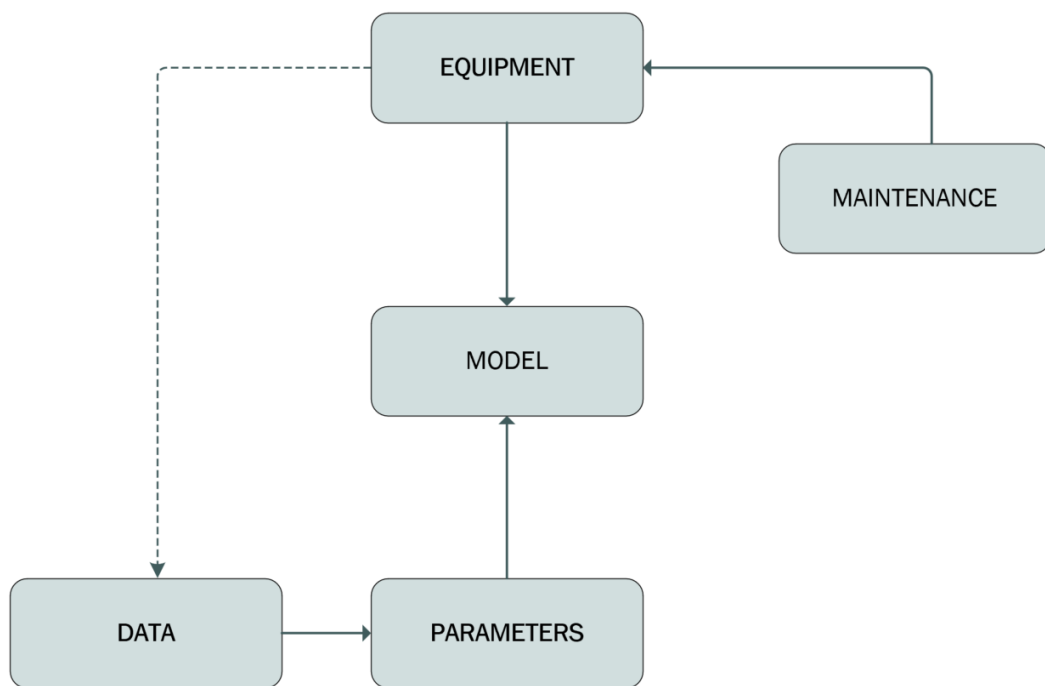 EQUIPMENT
MAINTENANCE
MODEL
DATA
PARAMETERS